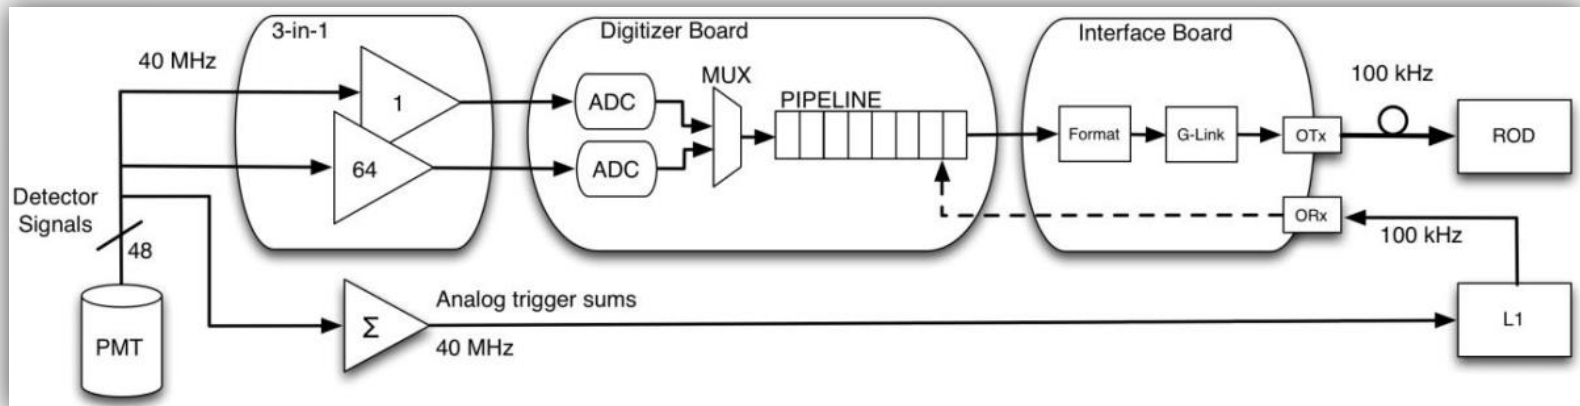 3-in-1
Digitizer Board
Interface Board
40 MHz
MUX
100 kHz
1
ADC
PIPELINE
Format
G-Link
OTx
ROD
64
ADC
Detector
Signals
48
ORx
100 kHz
Analog trigger sums
Σ
40 MHz
PMT
L1